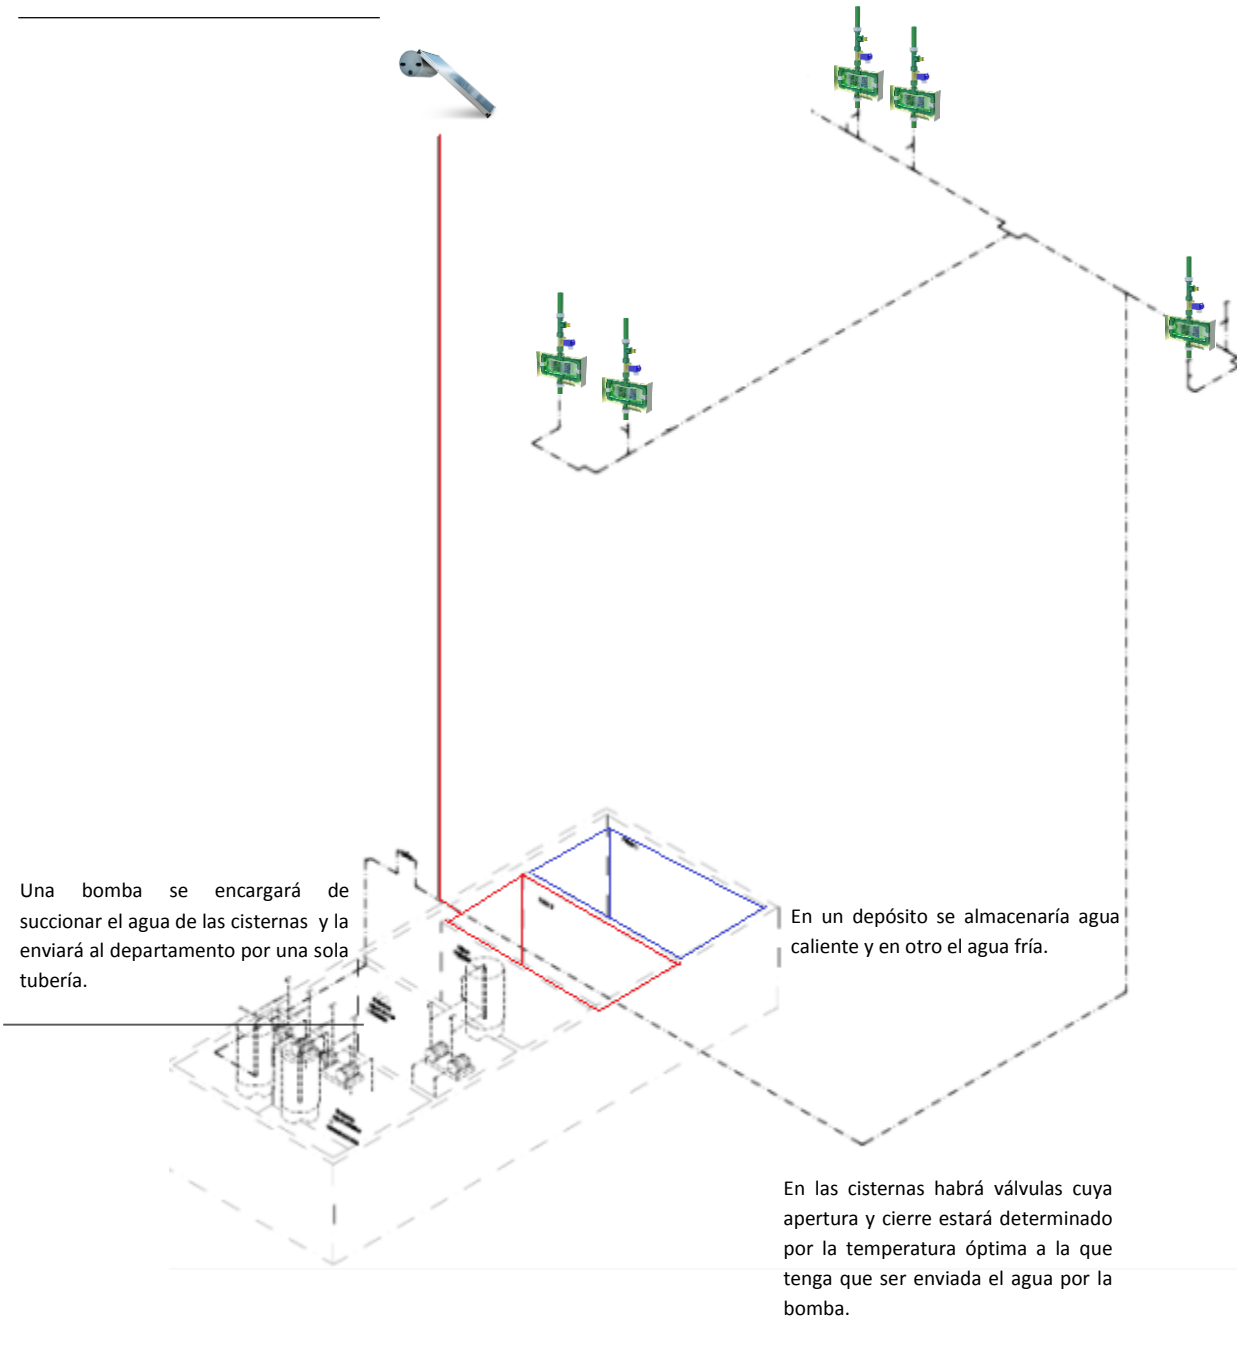 Una bomba se encargará de
succionar el agua de las cisternas y la
enviará al departamento por una sola
tubería.
En un depósito se almacenaría agua
caliente y en otro el agua fría.
En las cisternas habrá válvulas cuya
apertura y cierre estará determinado
por la temperatura óptima a la que
tenga que ser enviada el agua por la
bomba.